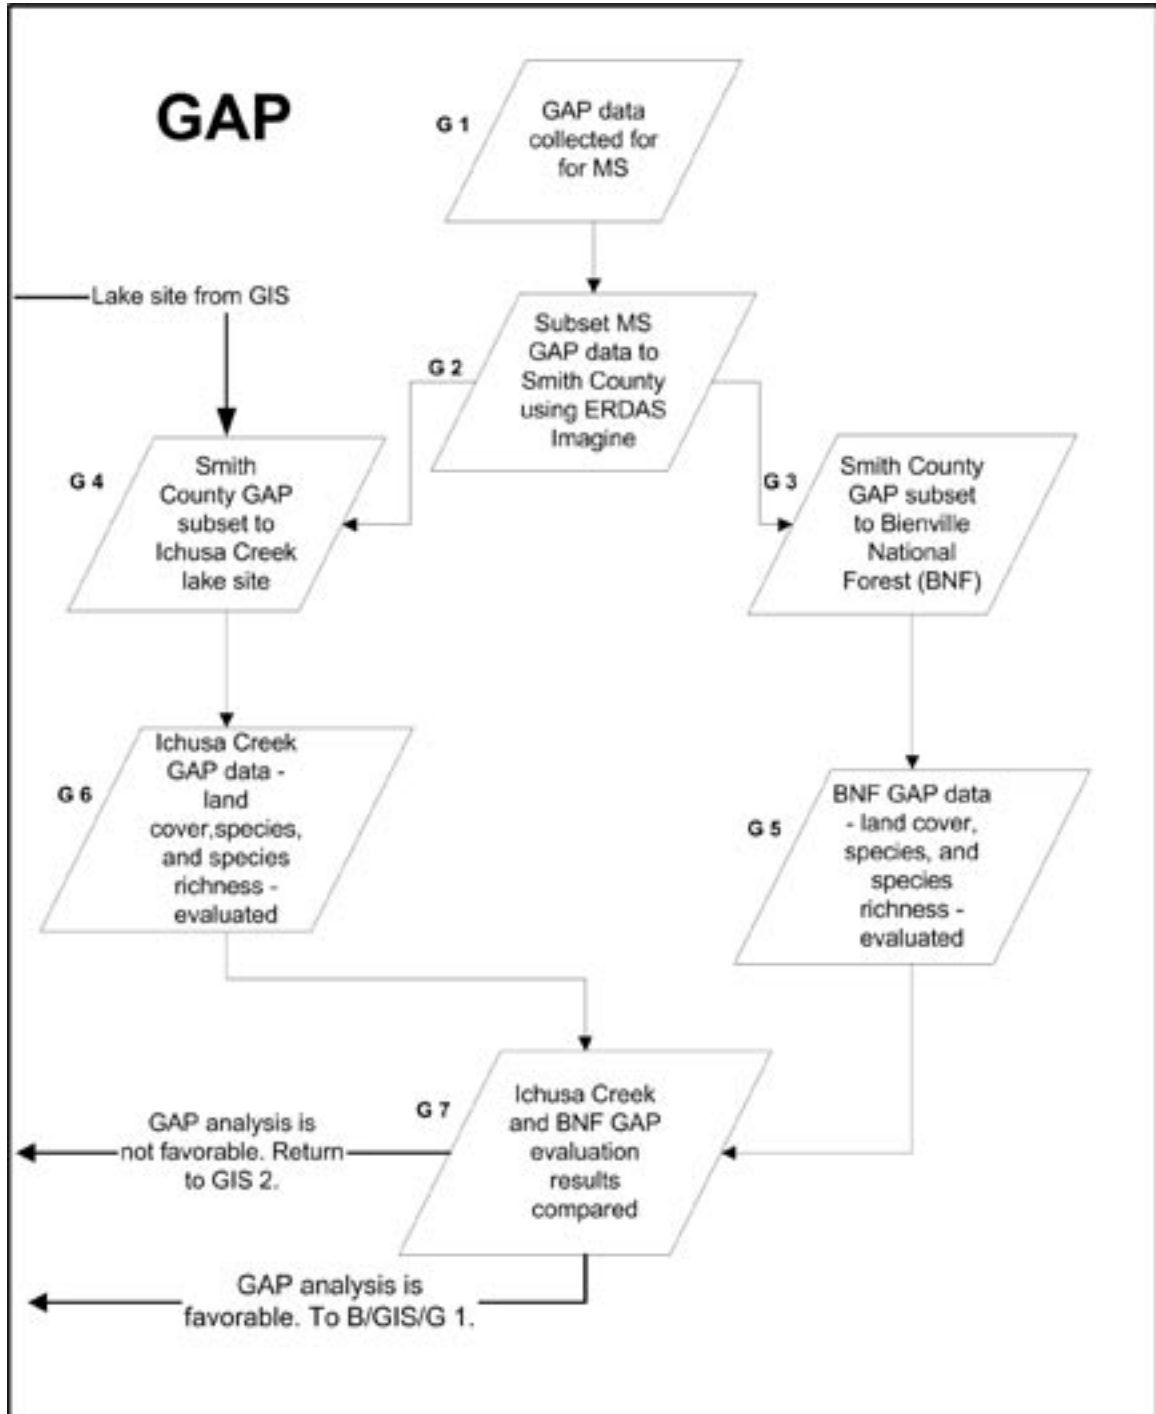 GAP
G 1
GAP data
collected for
for MS
Lake site from GIS
G 2
Subset MS
GAP data to
Smith County
using ERDAS
Imagine
G 4
Smith
County GAP
subset to
Ichusa Creek
lake site
G 3
Smith County
GAP subset
to Bienville
National
Forest (BNF)
G 6
Ichusa Creek
GAP data -
land
cover,species,
and species
richness -
evaluated
G 5
BNF GAP data
- land cover,
species, and
species
richness -
evaluated
G 7
Ichusa Creek
and BNF GAP
evaluation
results
compared
GAP analysis is
not favorable. Return
to GIS 2.
GAP analysis is
favorable. To B/GIS/G 1.